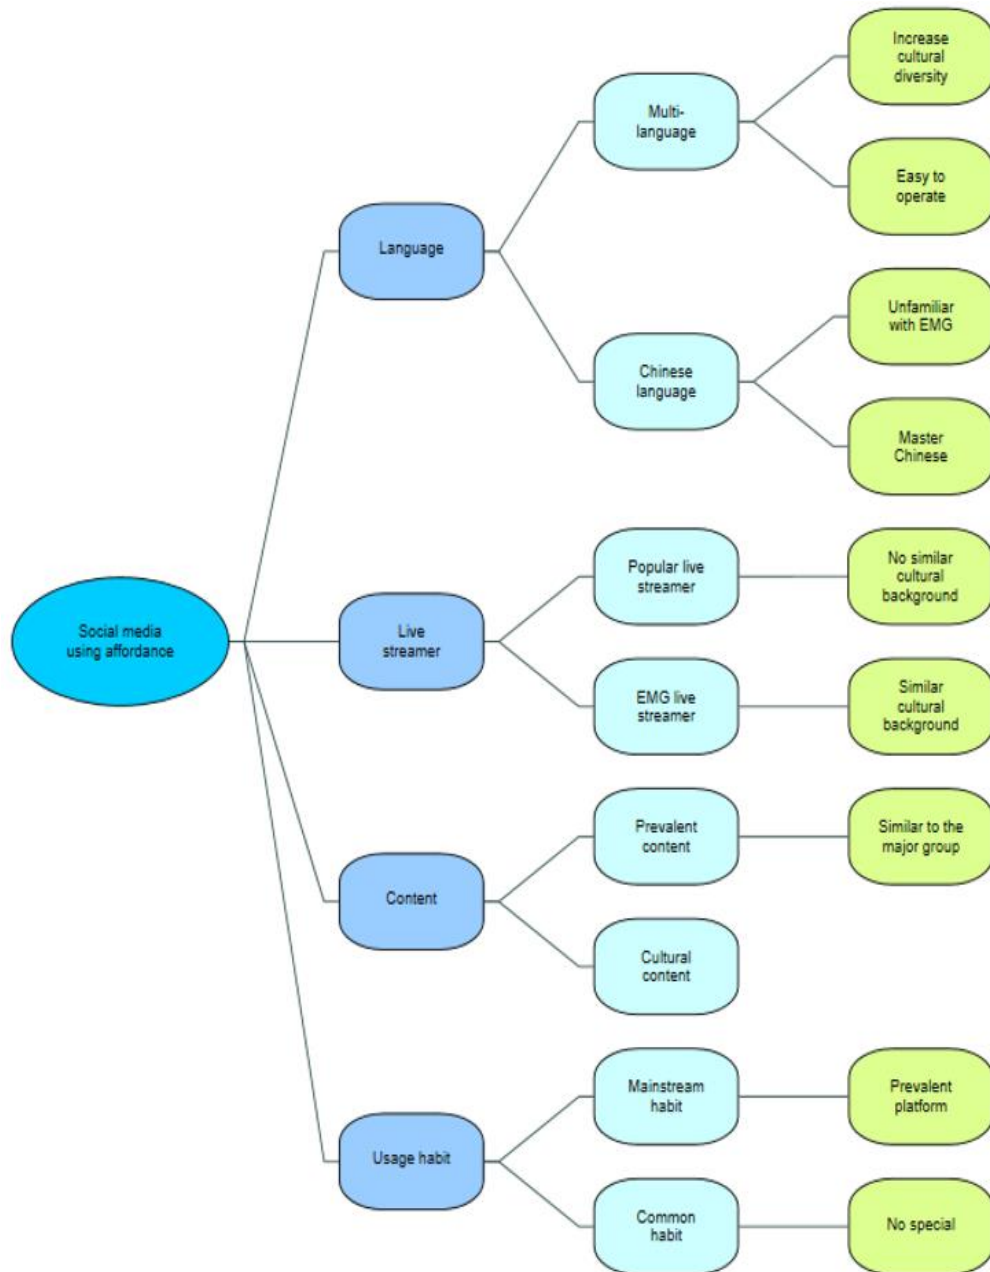 Increase
cultural
diversity
Multi-
language
Easy to
operate
Language
Unfamiliar
with EMG
Chinese
language
Master
Chinese
Popular live
streamer
No similar
cultural
background
Social media
using affordance
Live
streamer
EMG live
streamer
Similar
cultural
background
Prevalent
content
Similar to the
major group
Content
Cultural
content
Mainstream
habit
Prevalent
platform
Usage habit
Common
habit
No special